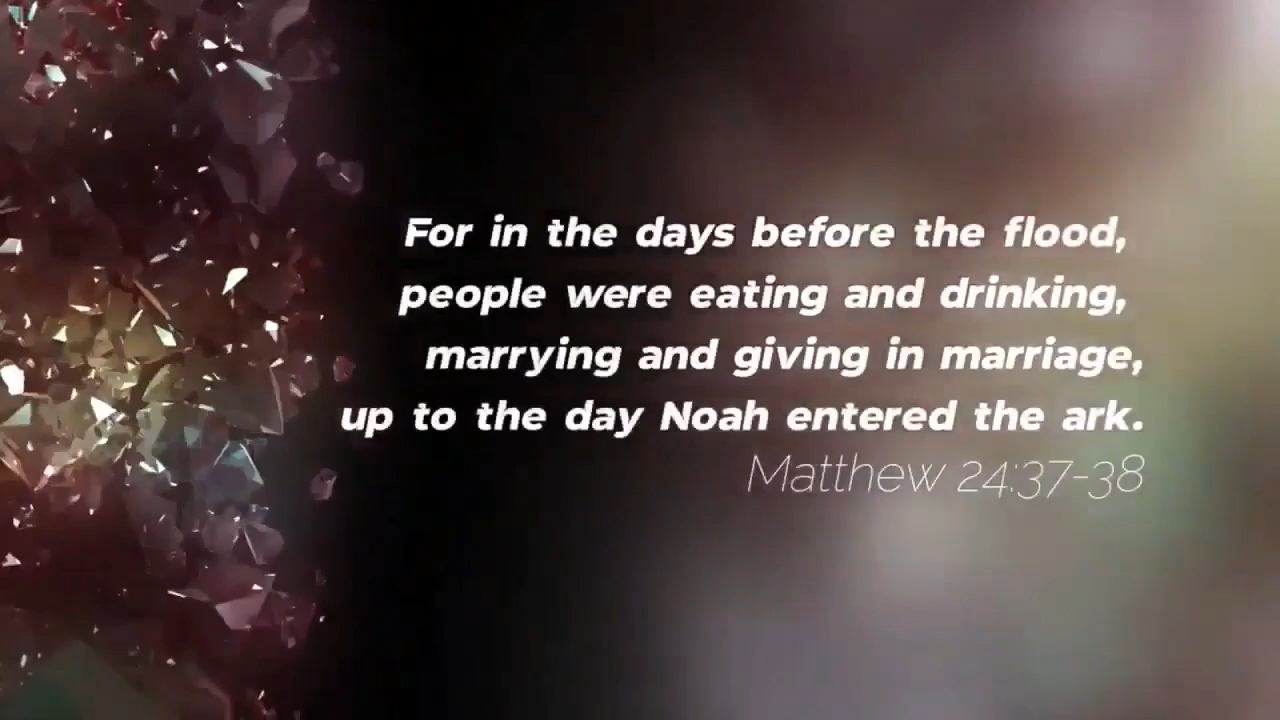 For in the days before the flood,
people were eating and drinking,
marrying and giving in marriage,
up to the day Noah entered the ark.
Matthew 24:37-38